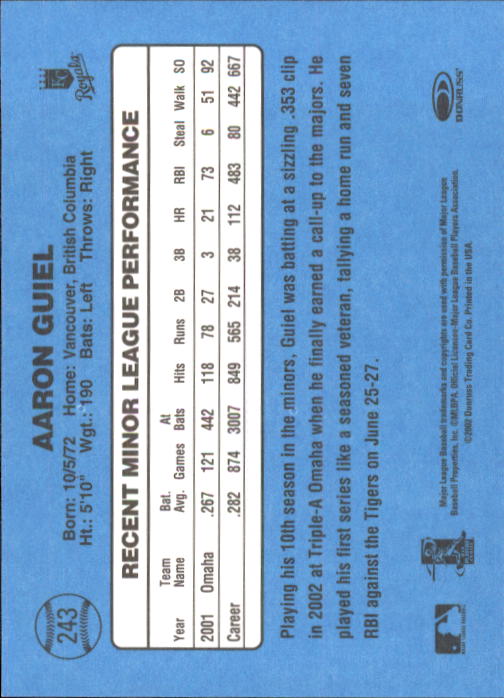 243
AARON GUIEL
Royals
Born: 10/5/72 Home: Vancouver, British Columbia
Ht.: 5'10" Wgt.: 190 Bats: Left Throws: Right
RECENT MINOR LEAGUE PERFORMANCE
Year Team Name Bat. Avg. Games At Bats Hits Runs 2B 3B HR RBI Steal Walk SO
2001 Omaha .267 121 442 118 78 27 3 21 73 6 51 92
Career .282 874 3007 849 565 214 38 112 483 80 442 667
Playing his 10th season in the minors, Guiel was batting at a sizzling .353 clip
in 2002 at Triple-A Omaha when he finally earned a call-up to the majors. He
played his first series like a seasoned veteran, tallying a home run and seven
RBI against the Tigers on June 25-27.
Major League Baseball trademarks and copyrights are used with permission of Major League
Baseball Properties, Inc. ©MLBPA, Official Licensee-Major League Baseball Players Association.
©2002 Donruss Trading Card Co. Printed in the USA.
DONRUSS